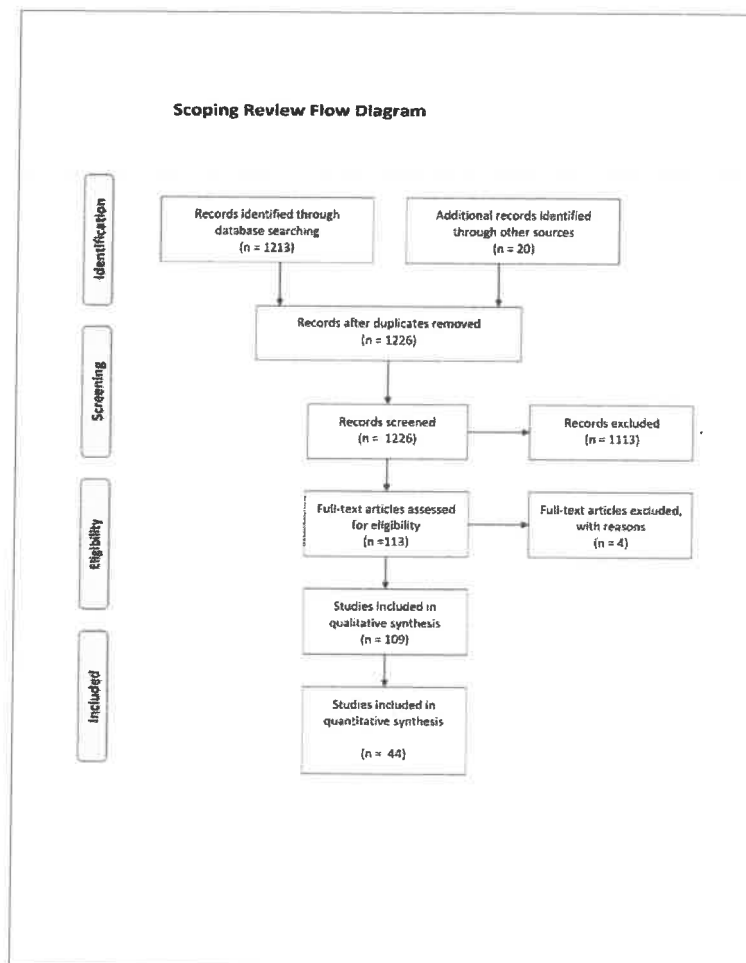 Scoping Review Flow Diagram
Identification
Records identified through
database searching
(n = 1213)
Additional records identified
through other sources
(n = 20)
Records after duplicates removed
(n = 1226)
Screening
Records screened
(n = 1226)
Records excluded
(n = 1113)
Eligibility
Full-text articles assessed
for eligibility
(n =113)
Full-text articles excluded,
with reasons
(n = 4)
Studies included in
qualitative synthesis
(n = 109)
Included
Studies included in
quantitative synthesis
(n = 44)